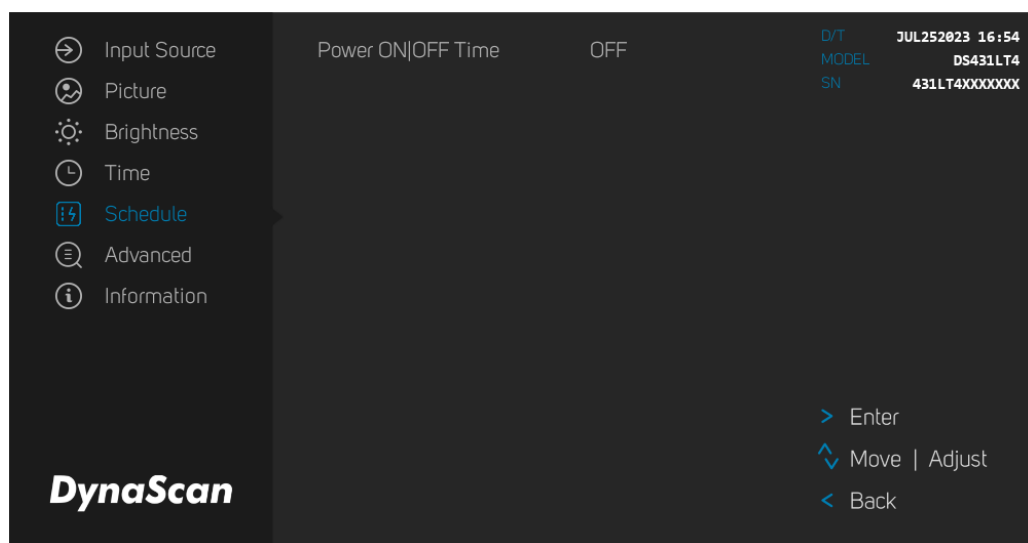 Input Source
Picture
Brightness
Time
Schedule
Advanced
Information
DynaScan
Power ON|OFF Time OFF
D/T JUL252023 16:54
MODEL DS431LT4
SN 431LT4XXXXXXX
> Enter
Move | Adjust
< Back